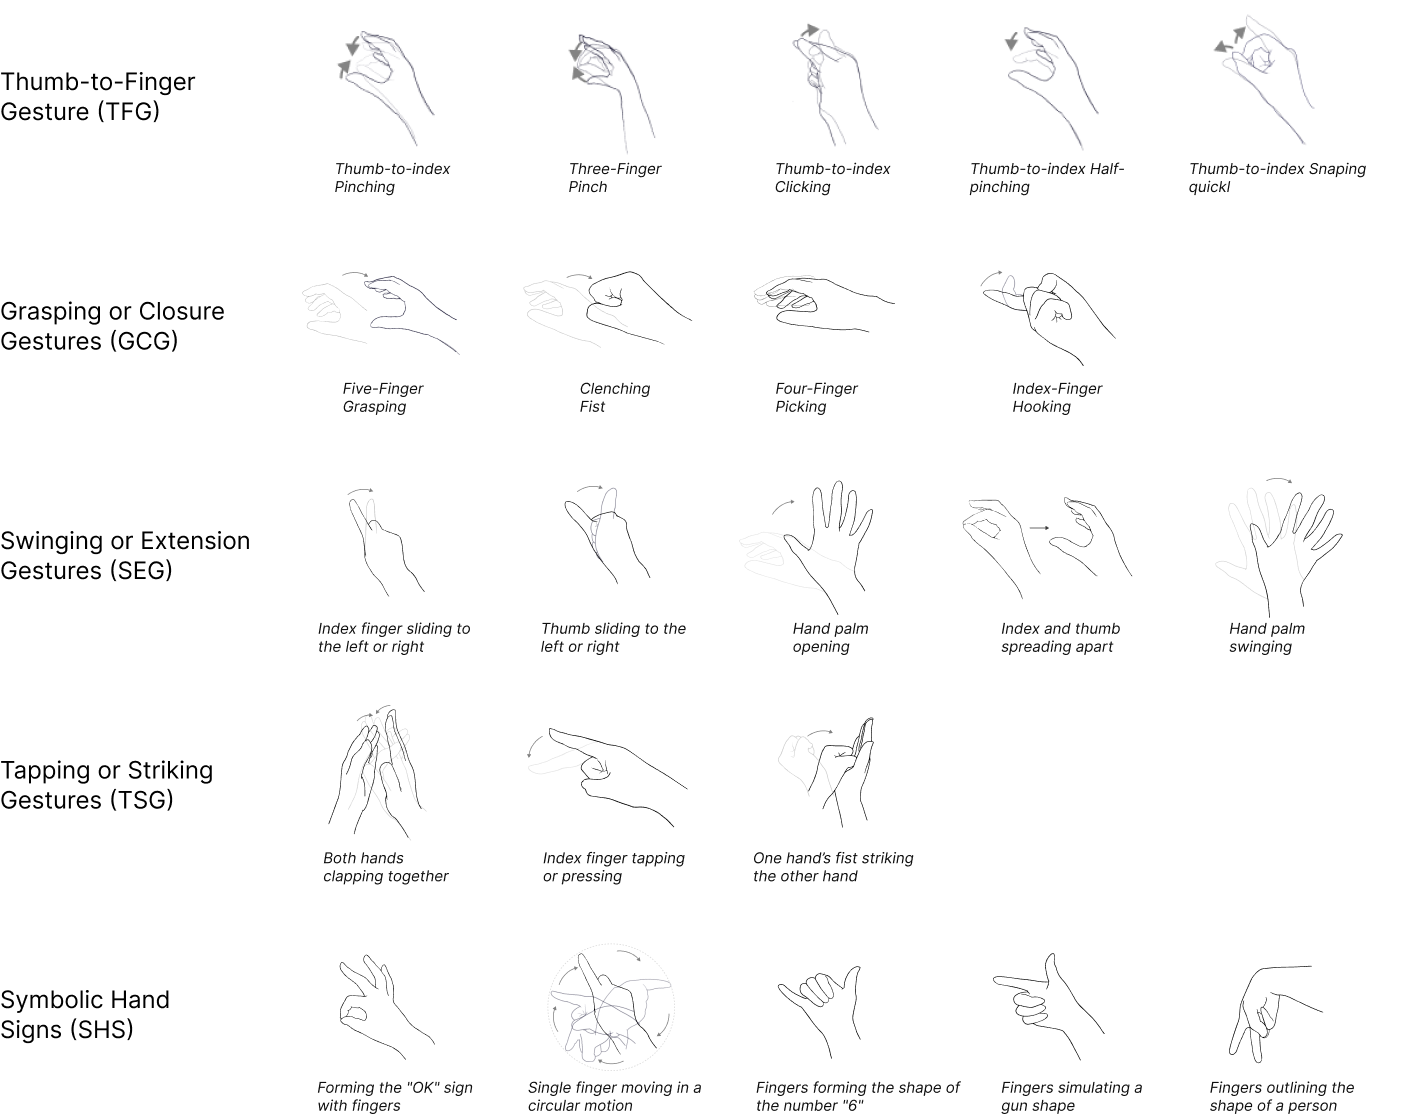 Thumb-to-Finger
Gesture (TFG)
Thumb-to-index
Pinching
Three-Finger
Pinch
Thumb-to-index
Clicking
Thumb-to-index Half-
pinching
Thumb-to-index Snaping
quickl
Grasping or Closure
Gestures (GCG)
Five-Finger
Grasping
Clenching
Fist
Four-Finger
Picking
Index-Finger
Hooking
Swinging or Extension
Gestures (SEG)
Index finger sliding to
the left or right
Thumb sliding to the
left or right
Hand palm
opening
Index and thumb
spreading apart
Hand palm
swinging
Tapping or Striking
Gestures (TSG)
Both hands
clapping together
Index finger tapping
or pressing
One hand's fist striking
the other hand
Symbolic Hand
Signs (SHS)
Forming the "OK" sign
with fingers
Single finger moving in a
circular motion
Fingers forming the shape of
the number "6"
Fingers simulating a
gun shape
Fingers outlining the
shape of a person